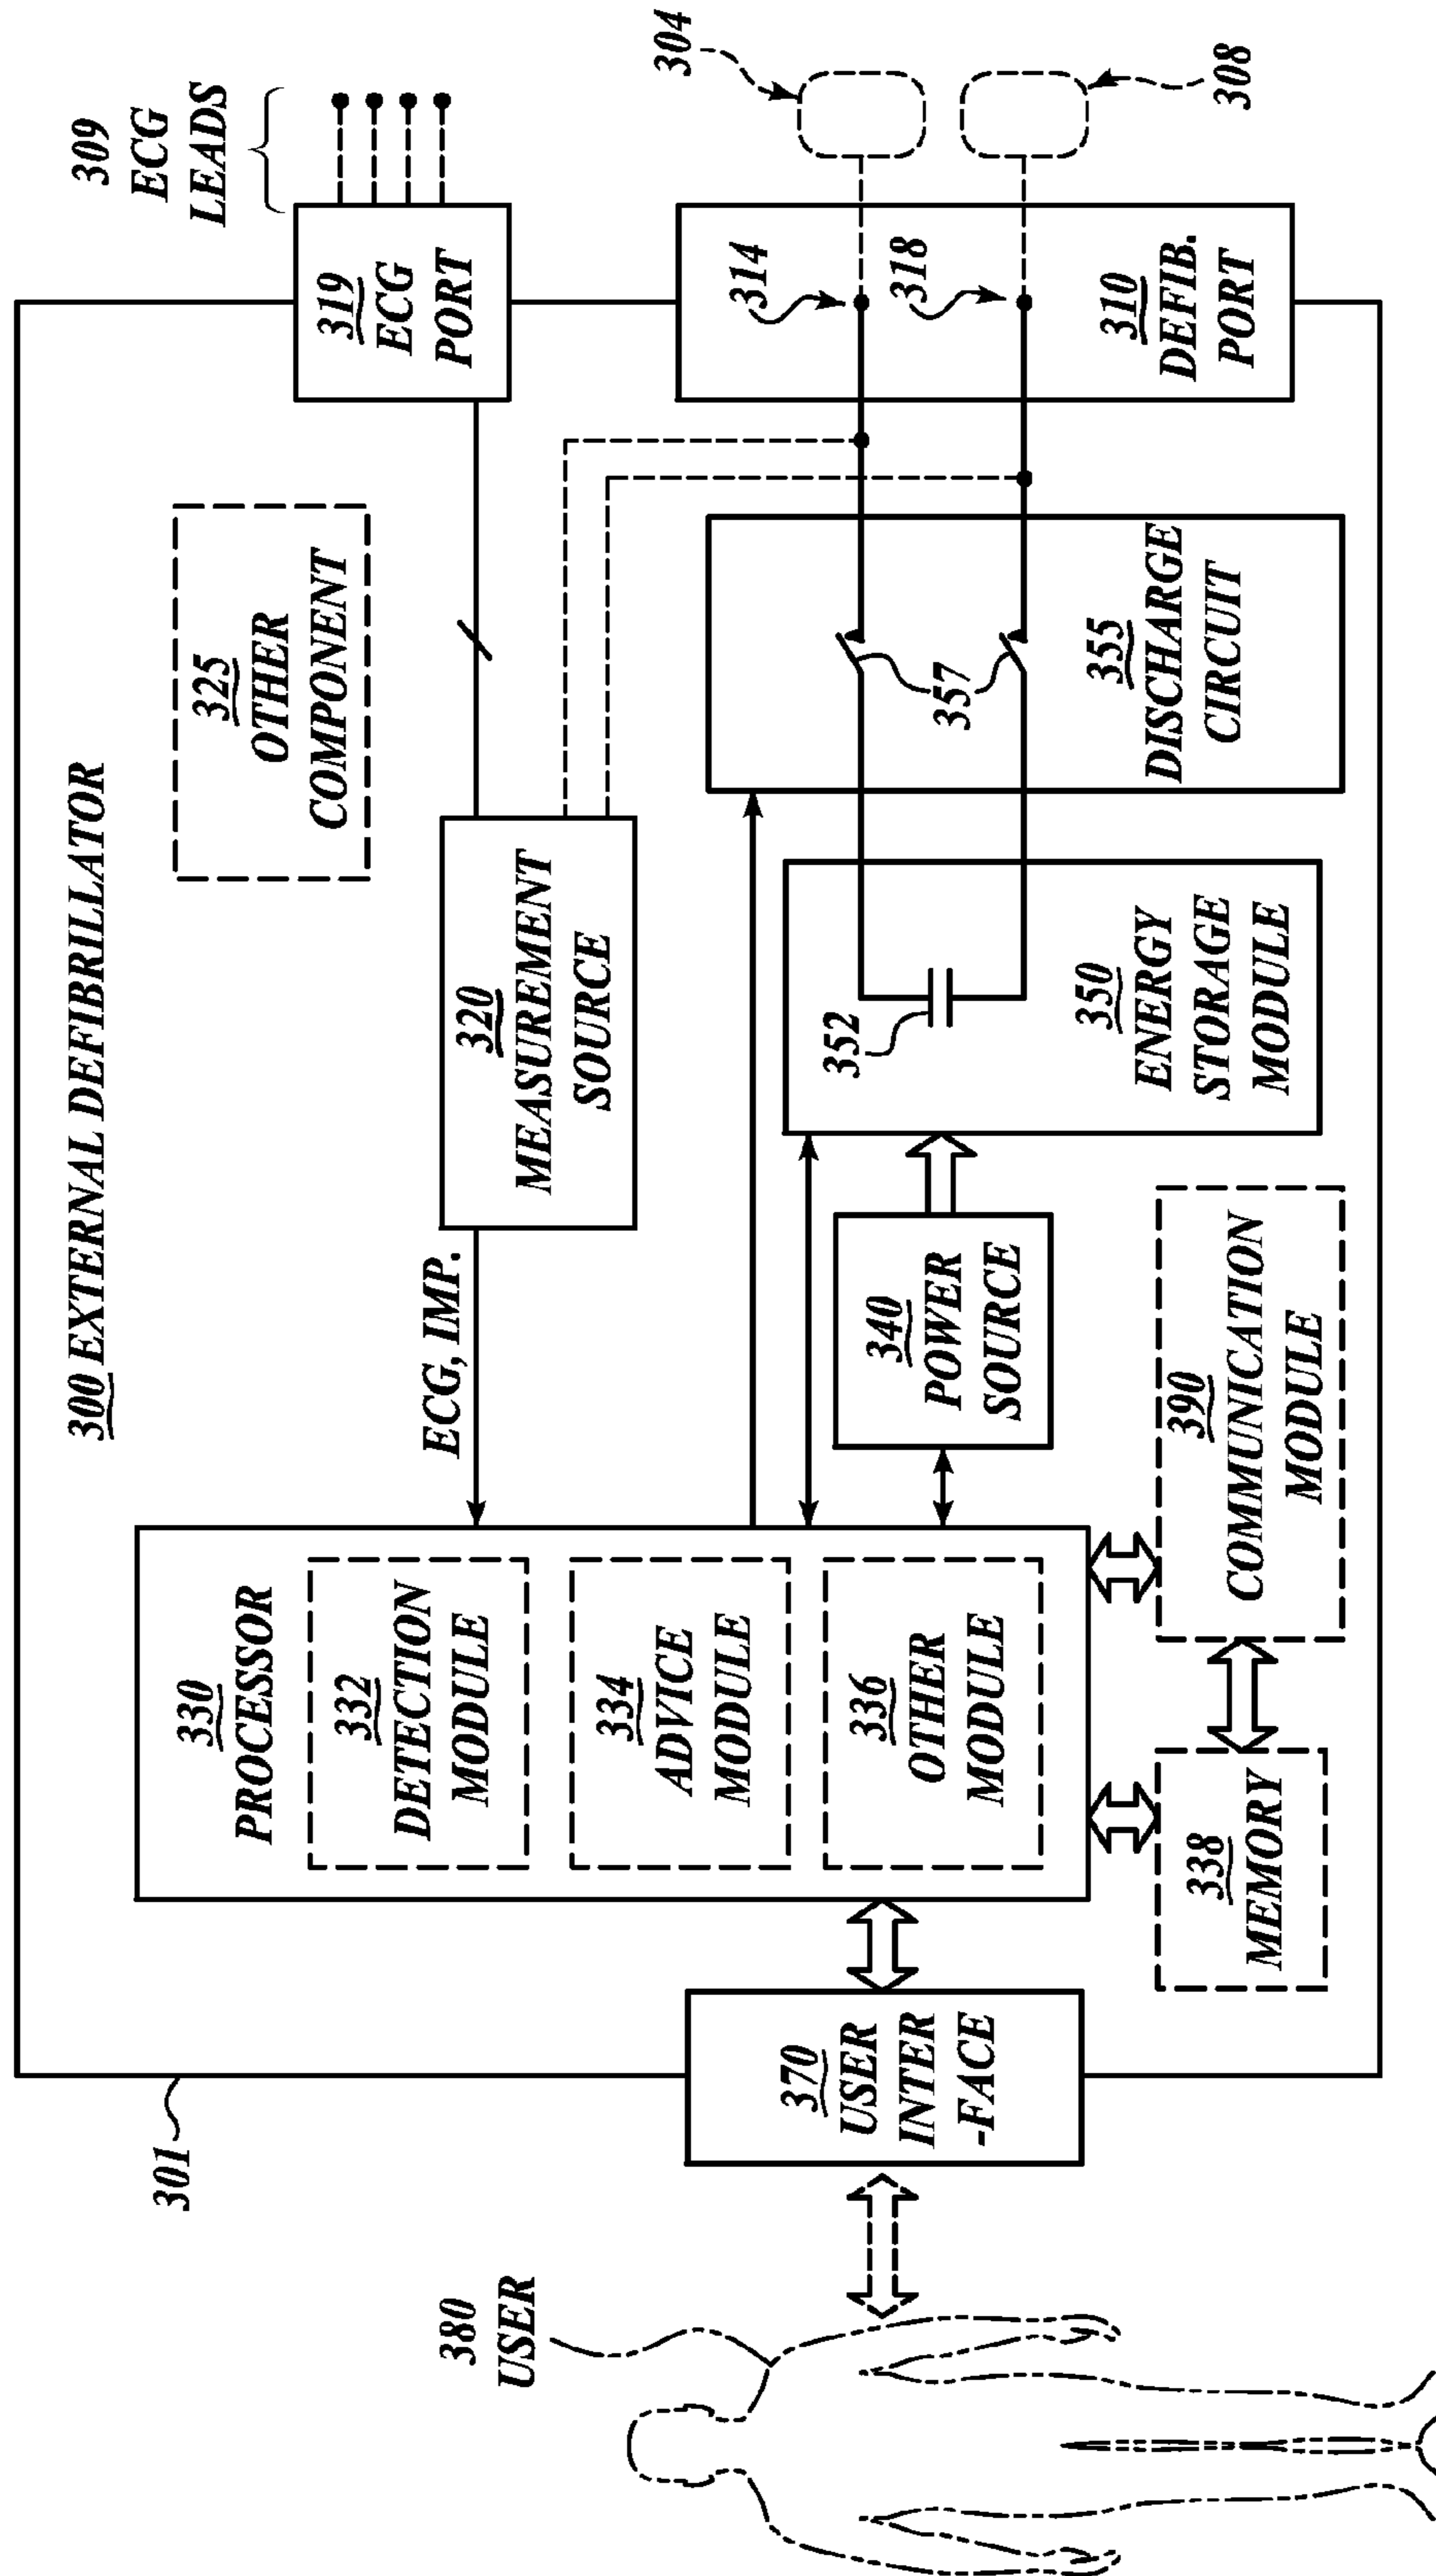 300 EXTERNAL DEFIBRILLATOR
301
380
USER
370
USER
INTER
-FACE
330
PROCESSOR
332
DETECTION
MODULE
334
ADVICE
MODULE
336
OTHER
MODULE
338
MEMORY
390
COMMUNICATION
MODULE
ECG, IMP.
320
MEASUREMENT
SOURCE
340
POWER
SOURCE
325
OTHER
COMPONENT
352
350
ENERGY
STORAGE
MODULE
357
355
DISCHARGE
CIRCUIT
319
ECG
PORT
309
ECG
LEADS
314
318
310
DEFIB.
PORT
304
308